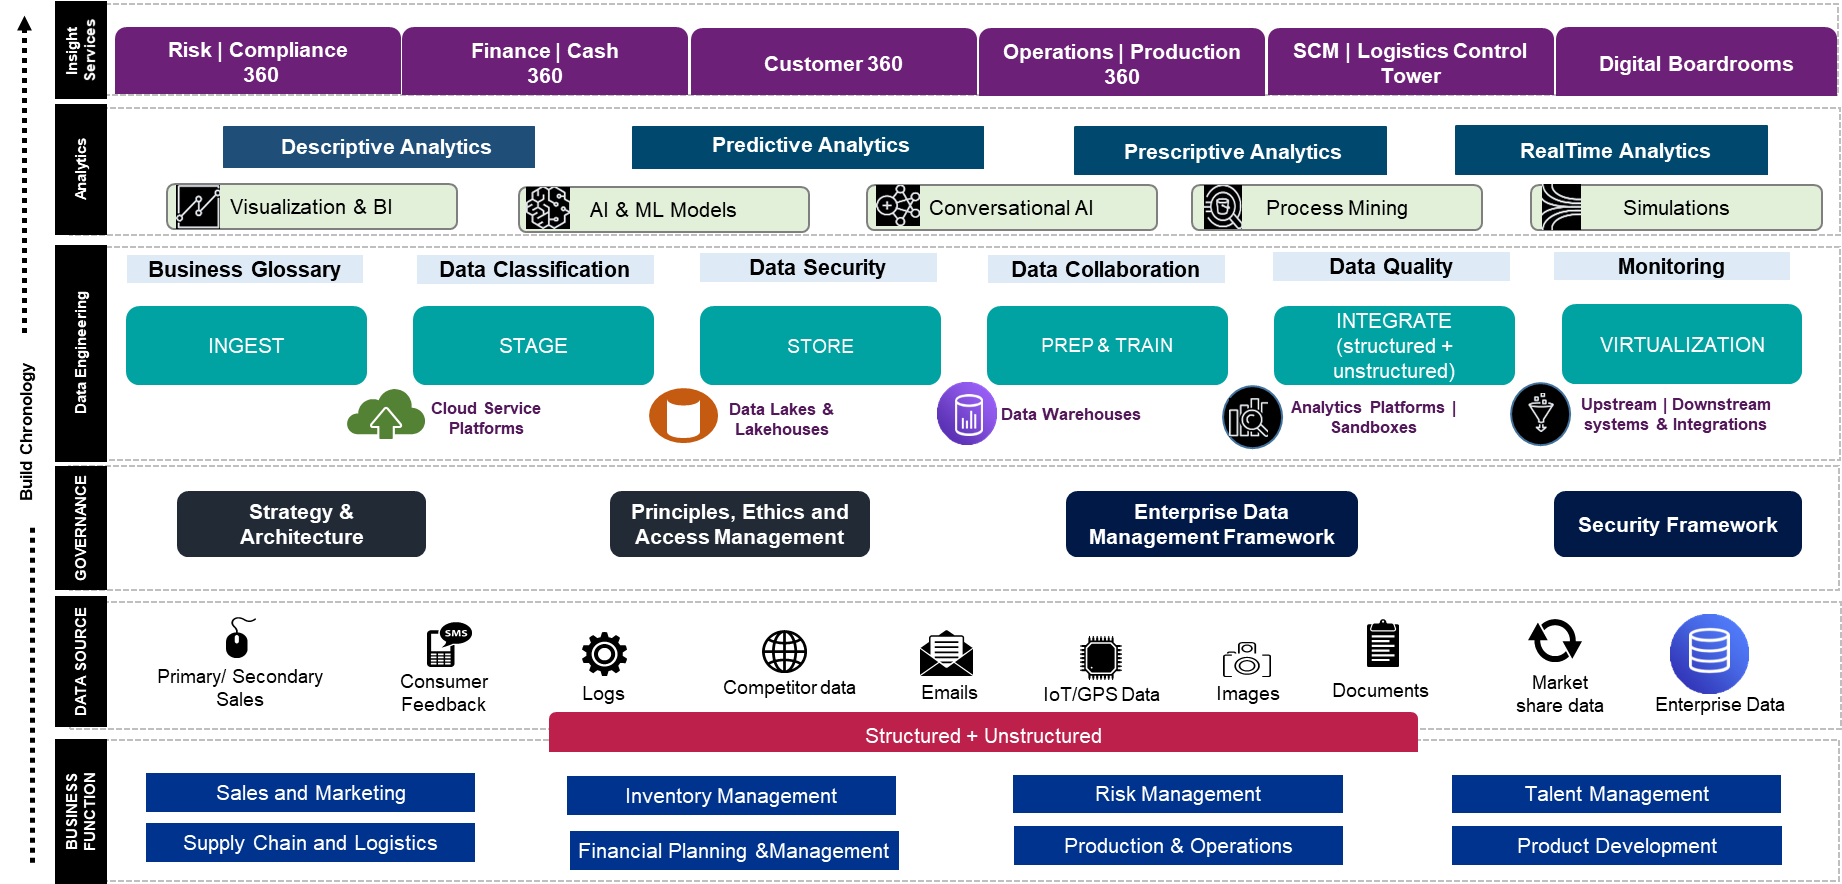 Build Chronology
Insight
Services
Risk | Compliance
360
Finance | Cash
360
Customer 360
Operations | Production
360
SCM | Logistics Control
Tower
Digital Boardrooms
Analytics
Descriptive Analytics
Predictive Analytics
Prescriptive Analytics
RealTime Analytics
Visualization & BI
AI & ML Models
Conversational AI
Process Mining
Simulations
Data Engineering
Business Glossary
Data Classification
Data Security
Data Collaboration
Data Quality
Monitoring
INGEST
STAGE
STORE
PREP & TRAIN
INTEGRATE
(structured +
unstructured)
VIRTUALIZATION
Cloud Service
Platforms
Data Lakes &
Lakehouses
Data Warehouses
Analytics Platforms |
Sandboxes
Upstream | Downstream
systems & Integrations
GOVERNANCE
Strategy &
Architecture
Principles, Ethics and
Access Management
Enterprise Data
Management Framework
Security Framework
DATA SOURCE
Primary/ Secondary
Sales
SMS
Consumer
Feedback
Logs
Competitor data
Emails
IoT/GPS Data
Images
Documents
Market
share data
Enterprise Data
Structured + Unstructured
BUSINESS
FUNCTION
Sales and Marketing
Inventory Management
Risk Management
Talent Management
Supply Chain and Logistics
Financial Planning &Management
Production & Operations
Product Development